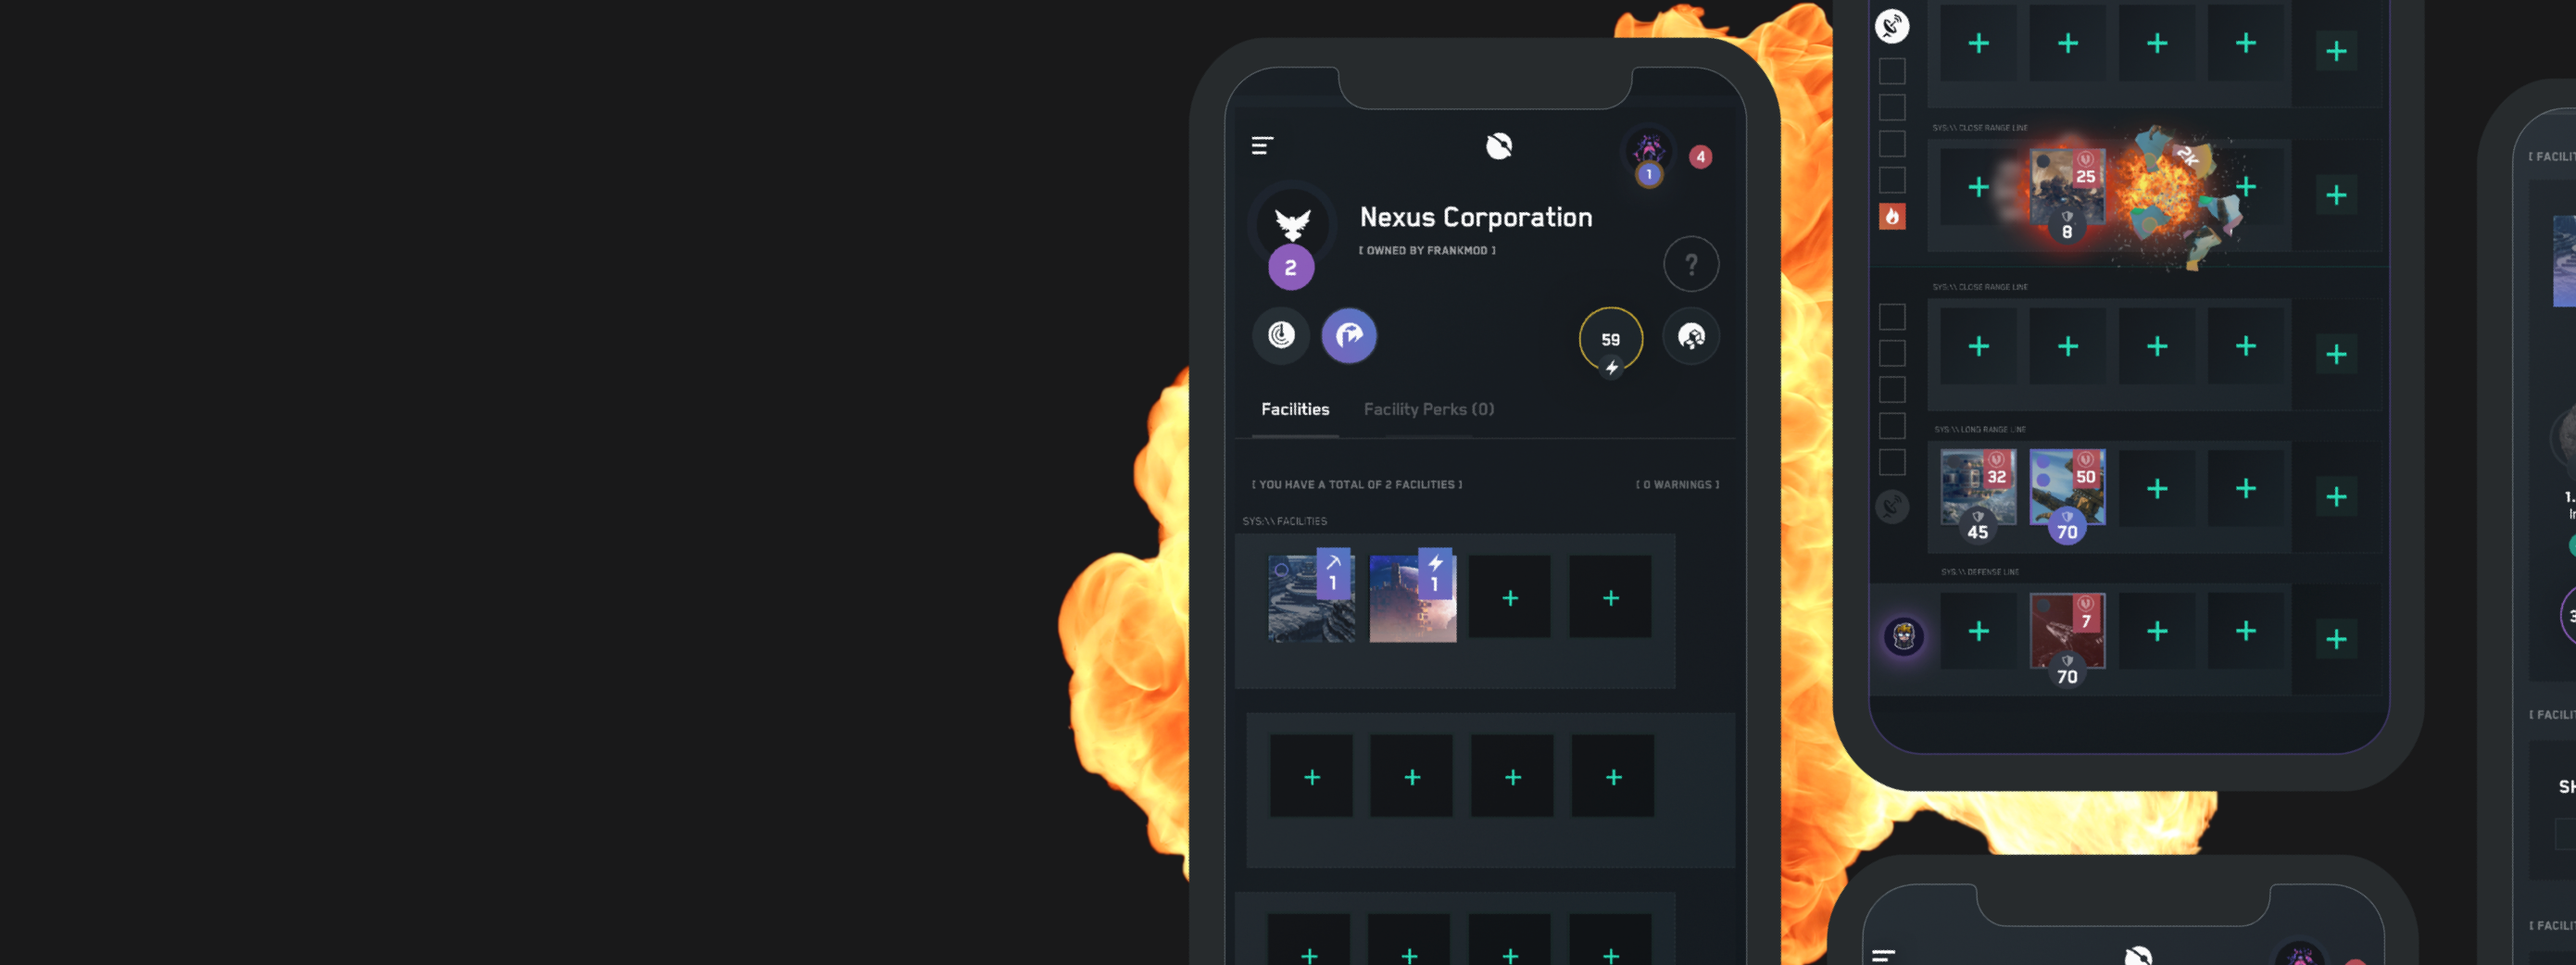 4
1
Nexus Corporation
[ OWNED BY FRANKMOD ]
2
?
59
Facilities Facility Perks (0)
[ YOU HAVE A TOTAL OF 2 FACILITIES ] [ 0 WARNINGS ]
SYS:\\ FACILITIES
1 1
SYS:\\ CLOSE RANGE LINE
25
2K
8
SYS:\\ CLOSE RANGE LINE
SYS:\\ LONG RANGE LINE
32 50
45 70
SYS:\\ DEFENSE LINE
7
70
[ FACILI
1.
3
[ FACILI
SH
[ FACILI